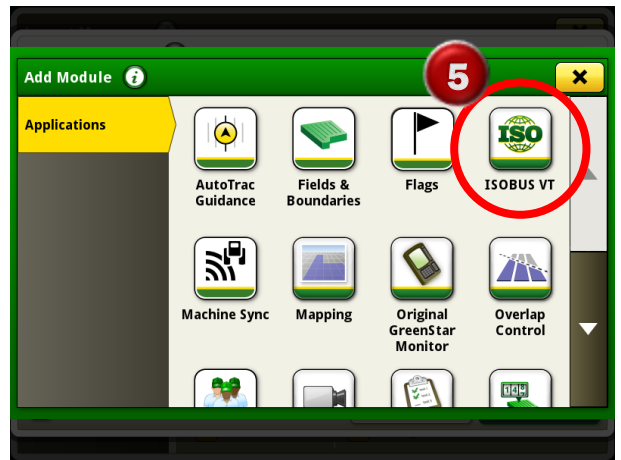 Add Module i
5
Applications
ISO
AutoTrac
Guidance
Fields &
Boundaries
Flags
ISOBUS VT
Machine Sync
Mapping
Original
GreenStar
Monitor
Overlap
Control